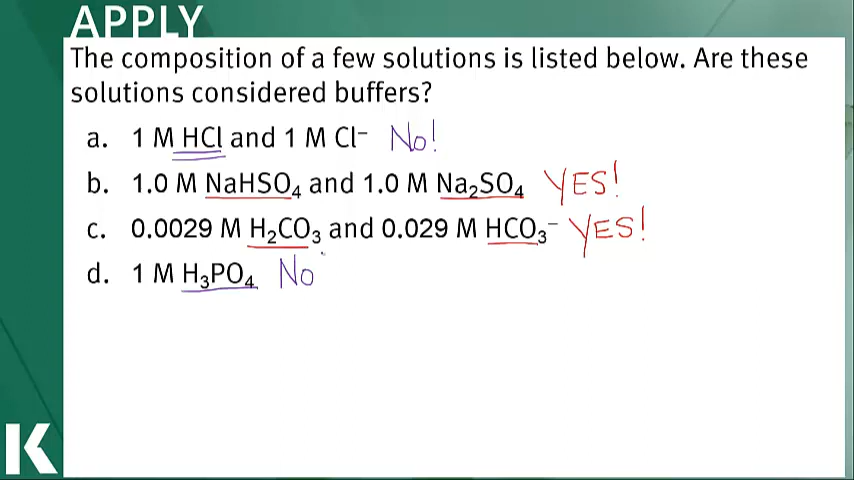 APPLY
The composition of a few solutions is listed below. Are these
solutions considered buffers?
a. 1 M HCl and 1 M Cl⁻ No!
b. 1.0 M NaHSO₄ and 1.0 M Na₂SO₄ YES!
c. 0.0029 M H₂CO₃ and 0.029 M HCO₃⁻ YES!
d. 1 M H₃PO₄ No
K